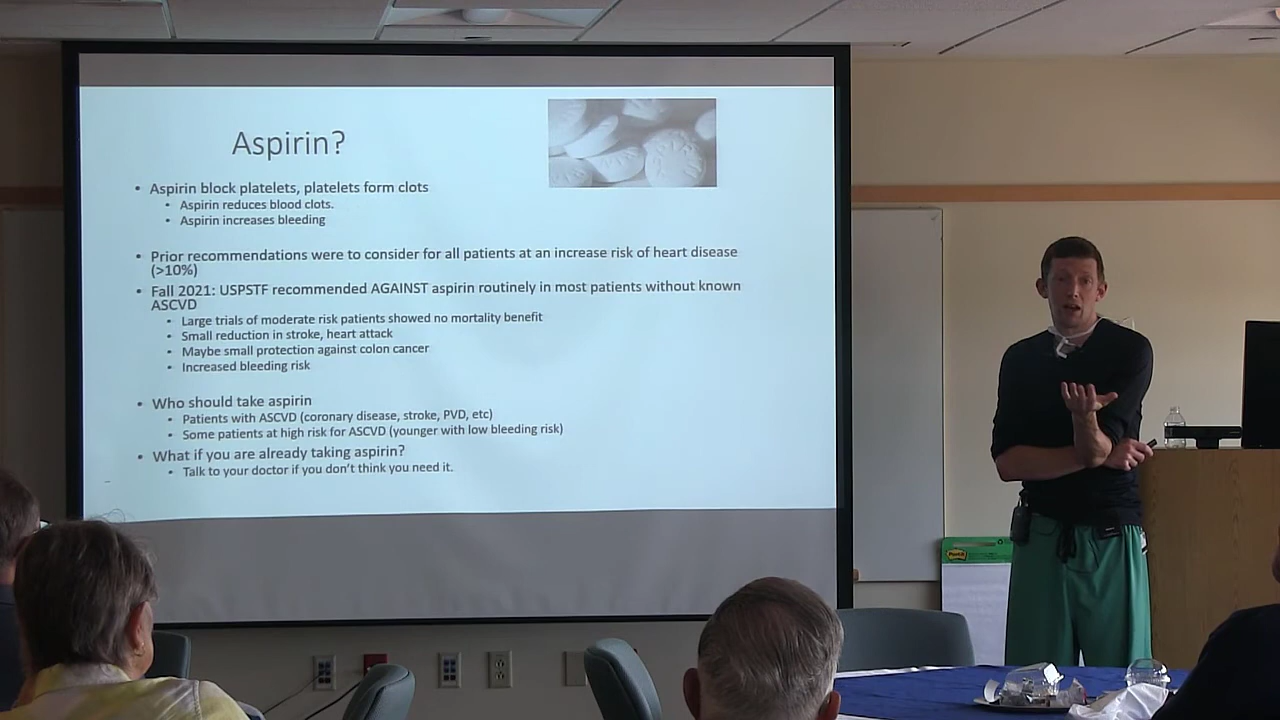 Aspirin?
• Aspirin block platelets, platelets form clots
• Aspirin reduces blood clots.
• Aspirin increases bleeding
• Prior recommendations were to consider for all patients at an increase risk of heart disease
(>10%)
• Fall 2021: USPSTF recommended AGAINST aspirin routinely in most patients without known
ASCVD
• Large trials of moderate risk patients showed no mortality benefit
• Small reduction in stroke, heart attack
• Maybe small protection against colon cancer
• Increased bleeding risk
• Who should take aspirin
• Patients with ASCVD (coronary disease, stroke, PVD, etc)
• Some patients at high risk for ASCVD (younger with low bleeding risk)
• What if you are already taking aspirin?
• Talk to your doctor if you don't think you need it.
Post-it